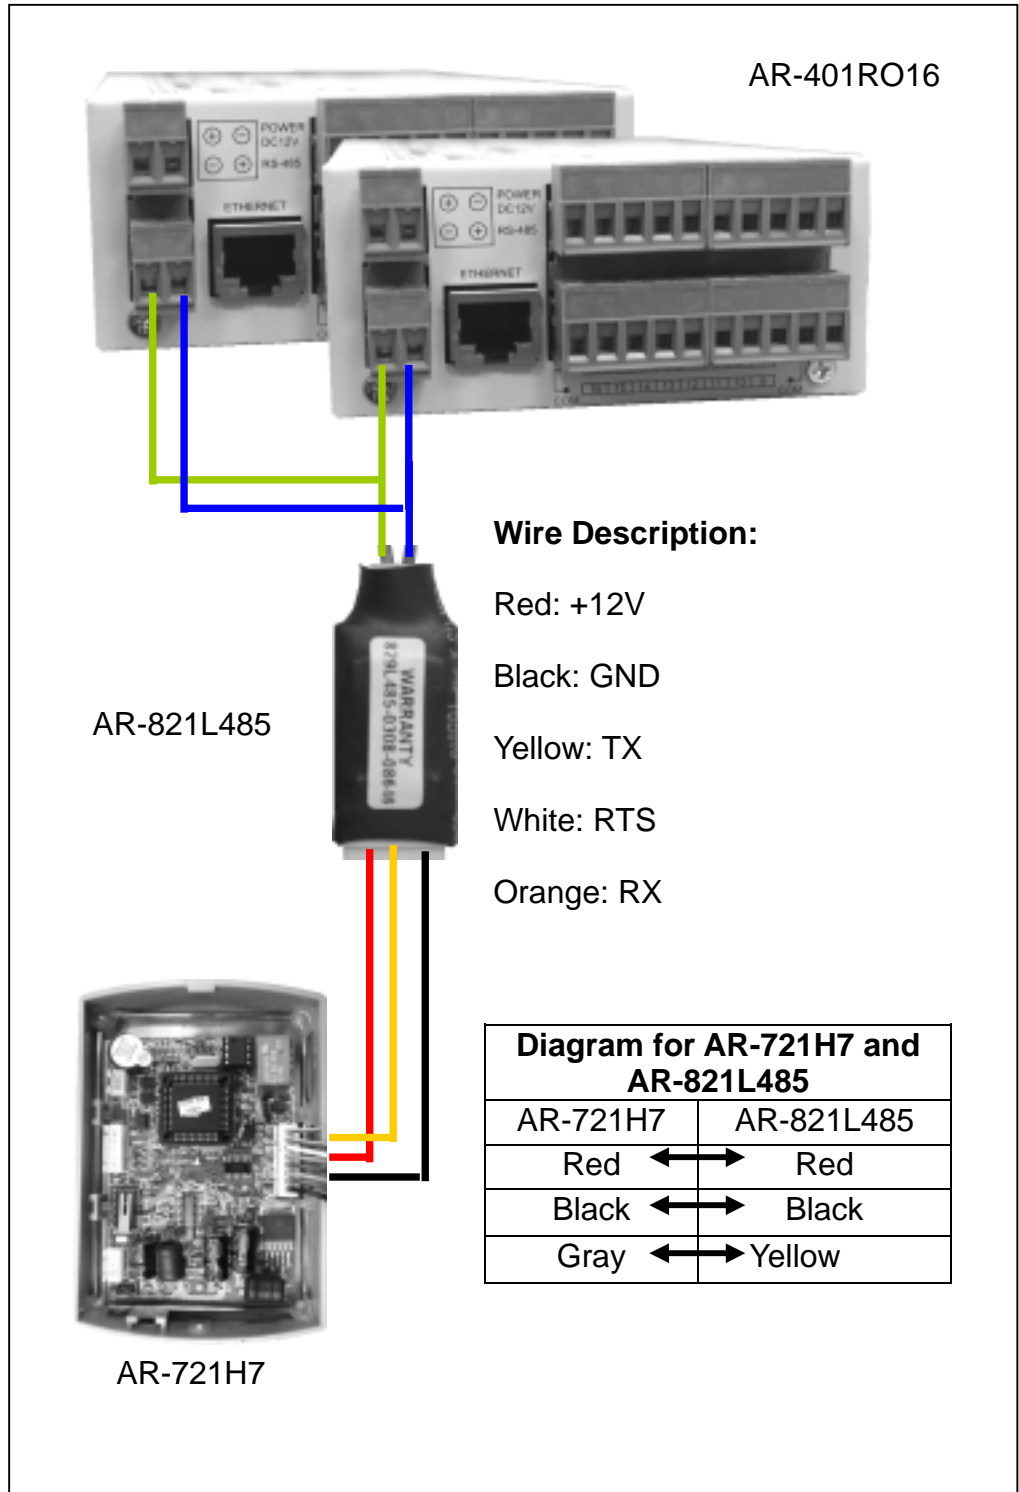 AR-401RO16
POWER
DC12V
RS-485
ETHERNET
POWER
DC12V
RS-485
ETHERNET
COM
COM
Wire Description:
Red: +12V
Black: GND
Yellow: TX
White: RTS
Orange: RX
AR-821L485
WARRANTY
Diagram for AR-721H7 and
AR-821L485
AR-721H7 AR-821L485
Red Red
Black Black
Gray Yellow
AR-721H7